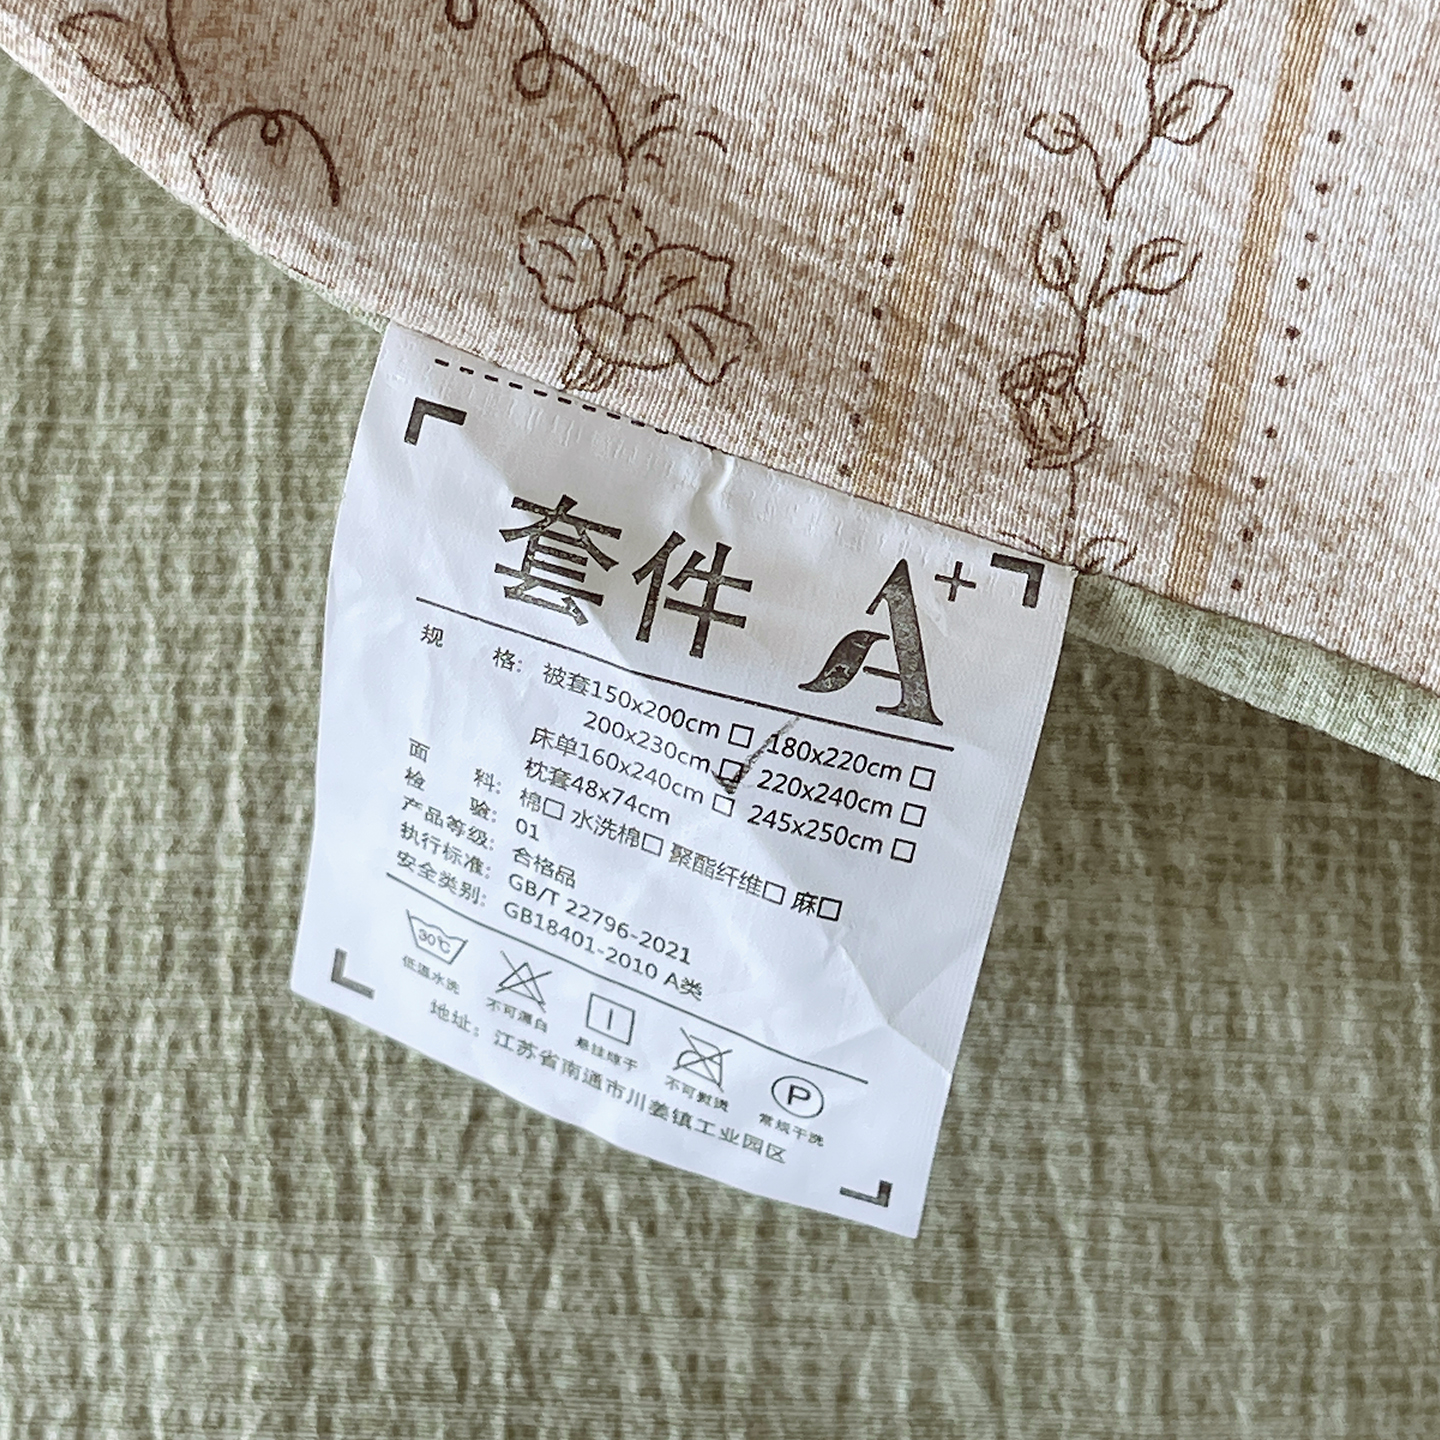 套件 A+
规 格: 被套150x200cm □ 180x220cm □
200x230cm ☑ 220x240cm □
床单160x240cm □ 245x250cm □
枕套48x74cm
面 料: 棉□ 水洗棉□ 聚酯纤维□ 麻□
检 验: 01
产品等级: 合格品
执行标准: GB/T 22796-2021
安全类别: GB18401-2010 A类
30℃ P
低温水洗 不可漂白 悬挂晾干 不可熨烫 常规干洗
地址: 江苏省南通市川姜镇工业园区